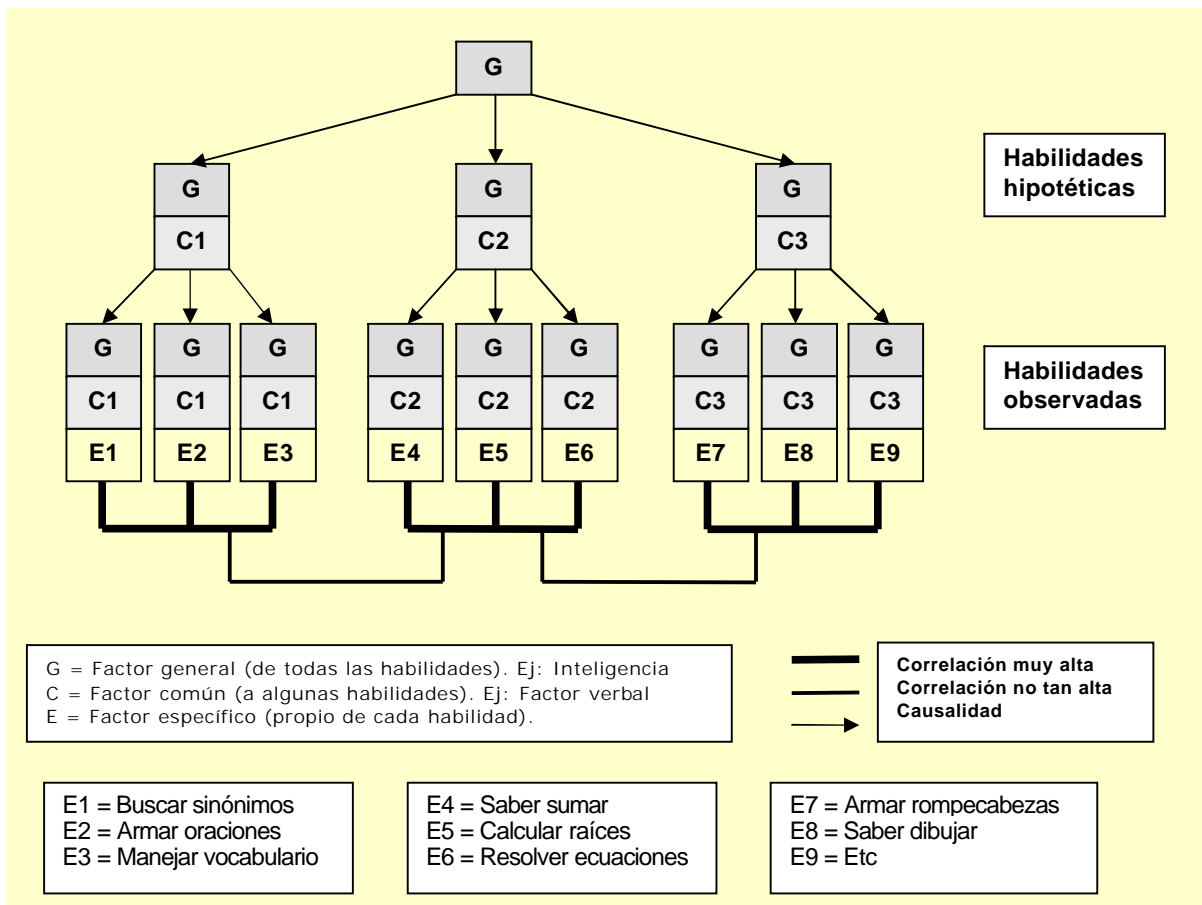 G
G G G
C1 C2 C3
Habilidades
hipotéticas
G G G G G G G G G
C1 C1 C1 C2 C2 C2 C3 C3 C3
E1 E2 E3 E4 E5 E6 E7 E8 E9
Habilidades
observadas
G = Factor general (de todas las habilidades). Ej: Inteligencia
C = Factor común (a algunas habilidades). Ej: Factor verbal
E = Factor específico (propio de cada habilidad).
Correlación muy alta
Correlación no tan alta
Causalidad
E1 = Buscar sinónimos
E2 = Armar oraciones
E3 = Manejar vocabulario
E4 = Saber sumar
E5 = Calcular raíces
E6 = Resolver ecuaciones
E7 = Armar rompecabezas
E8 = Saber dibujar
E9 = Etc